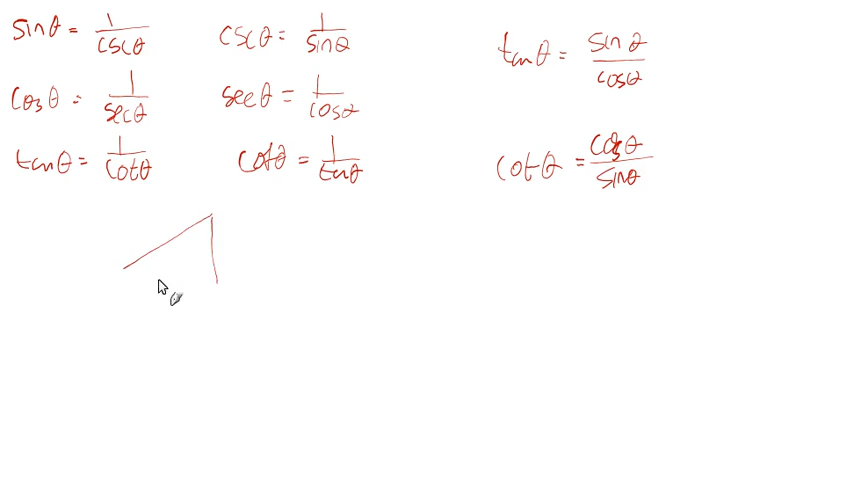 sinθ = 1/cscθ cscθ = 1/sinθ tanθ = sinθ/cosθ
cosθ = 1/secθ secθ = 1/cosθ
tanθ = 1/cotθ cotθ = 1/tanθ cotθ = cosθ/sinθ